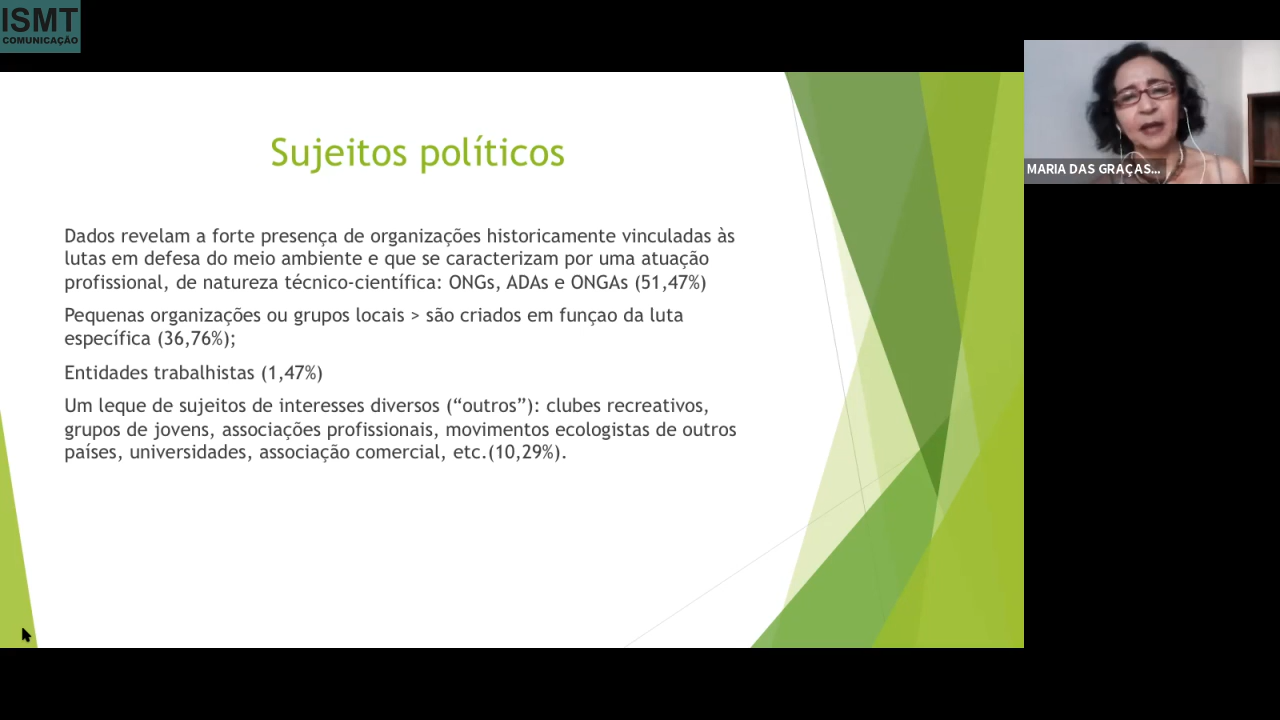 ISMT
COMUNICAÇÃO
MARIA DAS GRAÇAS...
Sujeitos políticos
Dados revelam a forte presença de organizações historicamente vinculadas às
lutas em defesa do meio ambiente e que se caracterizam por uma atuação
profissional, de natureza técnico-científica: ONGs, ADAs e ONGAs (51,47%)
Pequenas organizações ou grupos locais > são criados em funçao da luta
específica (36,76%);
Entidades trabalhistas (1,47%)
Um leque de sujeitos de interesses diversos (“outros”): clubes recreativos,
grupos de jovens, associações profissionais, movimentos ecologistas de outros
países, universidades, associação comercial, etc.(10,29%).